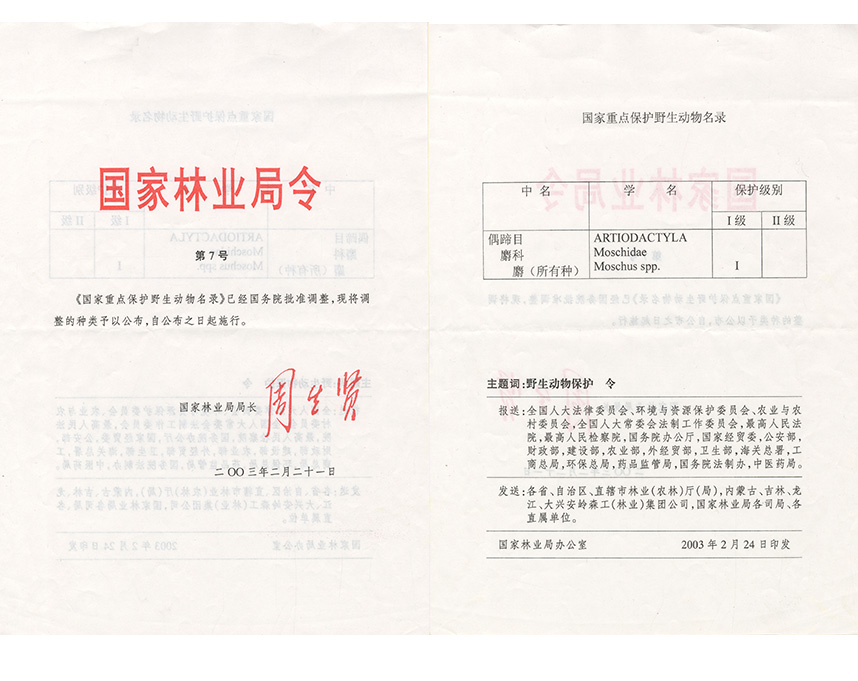 国家林业局令
第7号
《国家重点保护野生动物名录》已经国务院批准调整,现将调
整的种类予以公布,自公布之日起施行。
国家林业局局长 周生贤
二〇〇三年二月二十一日
国家重点保护野生动物名录
中名 学名 保护级别
I级 II级
偶蹄目 ARTIODACTYLA
麝科 Moschidae
麝(所有种) Moschus spp. I
主题词:野生动物保护 令
报送:全国人大法律委员会、环境与资源保护委员会、农业与农
村委员会,全国人大常委会法制工作委员会,最高人民法
院,最高人民检察院,国务院办公厅,国家经贸委,公安部,
财政部,建设部,农业部,外经贸部,卫生部,海关总署,工
商总局,环保总局,药品监管局,国务院法制办,中医药局。
发送:各省、自治区、直辖市林业(农林)厅(局),内蒙古、吉林、龙
江、大兴安岭森工(林业)集团公司,国家林业局各司局、各
直属单位。
国家林业局办公室 2003年2月24日印发